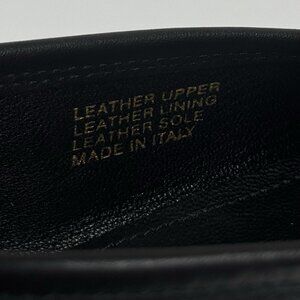 LEATHER UPPER
LEATHER LINING
LEATHER SOLE
MADE IN ITALY